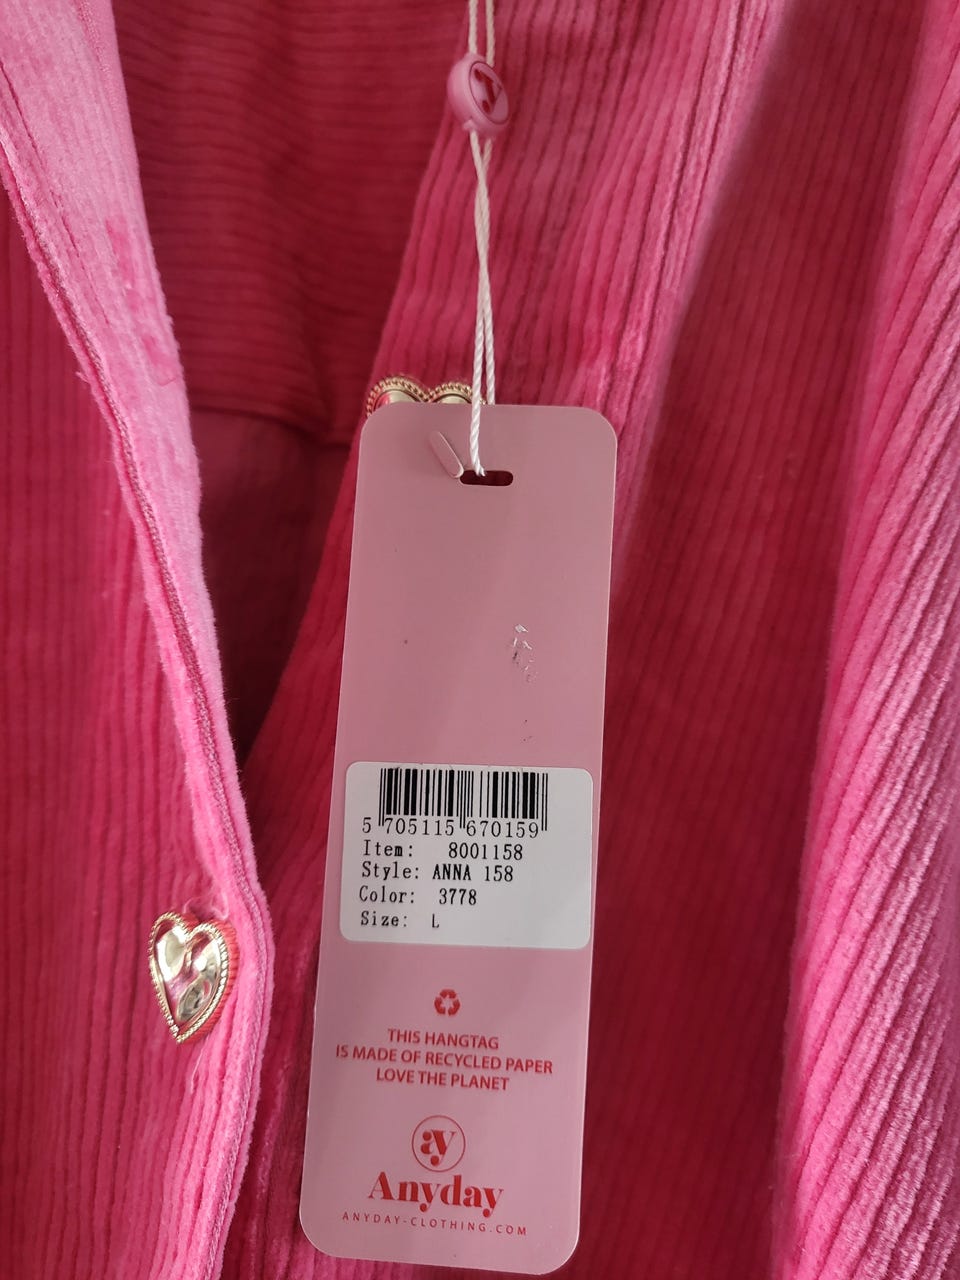 5 705115 670159
Item: 8001158
Style: ANNA 158
Color: 3778
Size: L
THIS HANGTAG
IS MADE OF RECYCLED PAPER
LOVE THE PLANET
ay
Anyday
ANYDAY-CLOTHING.COM